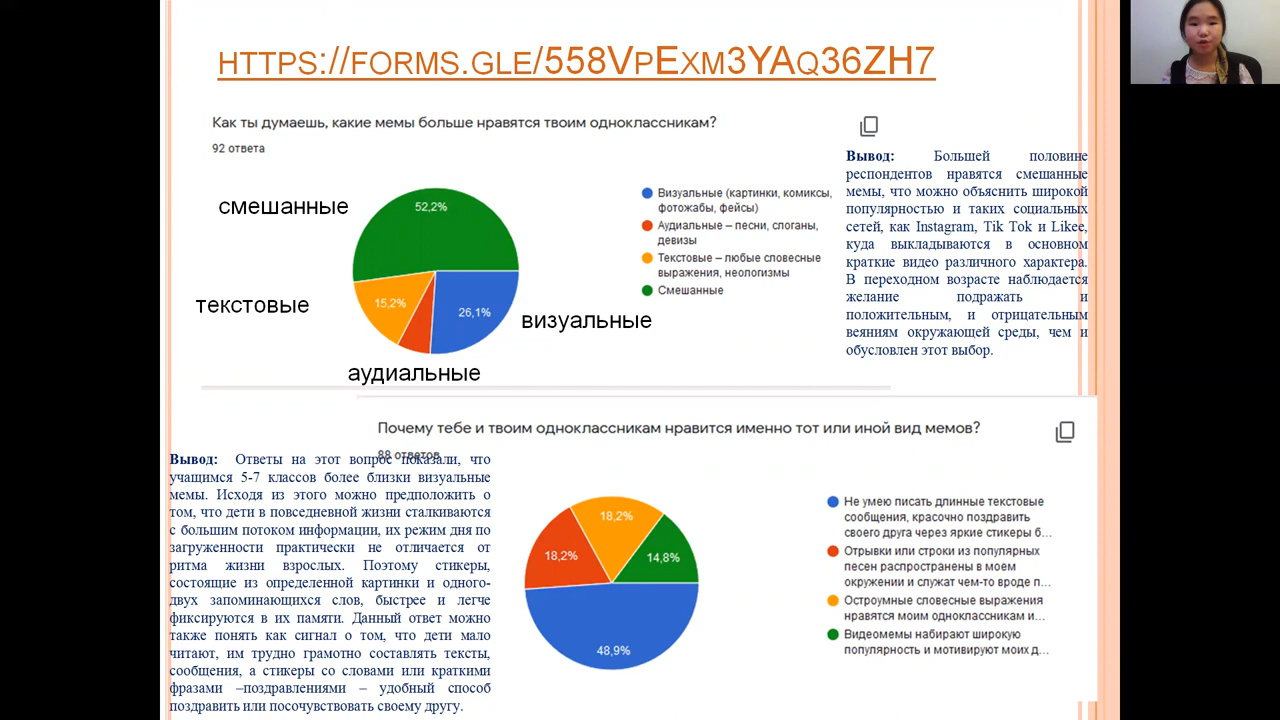 HTTPS://FORMS.GLE/558VPEXM3YAQ36ZH7
Как ты думаешь, какие мемы больше нравятся твоим одноклассникам?
92 ответа
смешанные
текстовые
визуальные
аудиальные
52,2%
15,2%
26,1%
Визуальные (картинки, комиксы,
фотожабы, фейсы)
Аудиальные – песни, слоганы,
девизы
Текстовые – любые словесные
выражения, неологизмы
Смешанные
Вывод: Большей половине
респондентов нравятся смешанные
мемы, что можно объяснить широкой
популярностью и таких социальных
сетей, как Instagram, Tik Tok и Likee,
куда выкладываются в основном
краткие видео различного характера.
В переходном возрасте наблюдается
желание подражать и
положительным, и отрицательным
веяниям окружающей среды, чем и
обусловлен этот выбор.
Почему тебе и твоим одноклассникам нравится именно тот или иной вид мемов?
88 ответов
Вывод: Ответы на этот вопрос показали, что
учащимся 5-7 классов более близки визуальные
мемы. Исходя из этого можно предположить о
том, что дети в повседневной жизни сталкиваются
с большим потоком информации, их режим дня по
загруженности практически не отличается от
ритма жизни взрослых. Поэтому стикеры,
состоящие из определенной картинки и одного-
двух запоминающихся слов, быстрее и легче
фиксируются в их памяти. Данный ответ можно
также понять как сигнал о том, что дети мало
читают, им трудно грамотно составлять тексты,
сообщения, а стикеры со словами или краткими
фразами –поздравлениями – удобный способ
поздравить или посочувствовать своему другу.
18,2%
18,2%
14,8%
48,9%
Не умею писать длинные текстовые
сообщения, красочно поздравить
своего друга через яркие стикеры б…
Отрывки или строки из популярных
песен распространены в моем
окружении и служат чем-то вроде п…
Остроумные словесные выражения
нравятся моим одноклассникам и…
Видеомемы набирают широкую
популярность и мотивируют моих д…